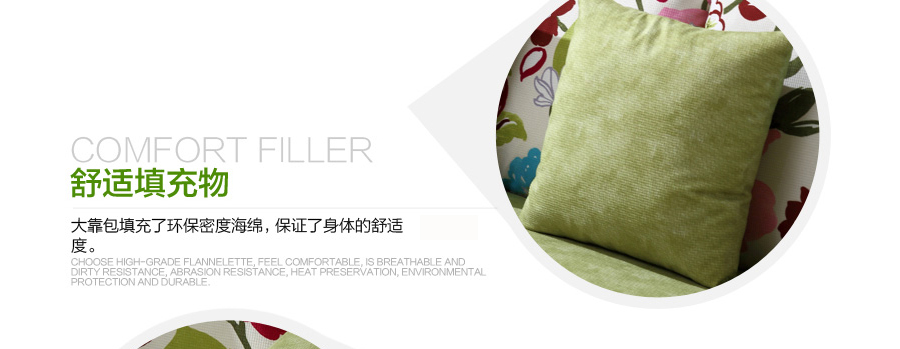 COMFORT FILLER
舒适填充物
大靠包填充了环保密度海绵，保证了身体的舒适
度。
CHOOSE HIGH-GRADE FLANNELETTE, FEEL COMFORTABLE, IS BREATHABLE AND
DIRTY RESISTANCE, ABRASION RESISTANCE, HEAT PRESERVATION, ENVIRONMENTAL
PROTECTION AND DURABLE.